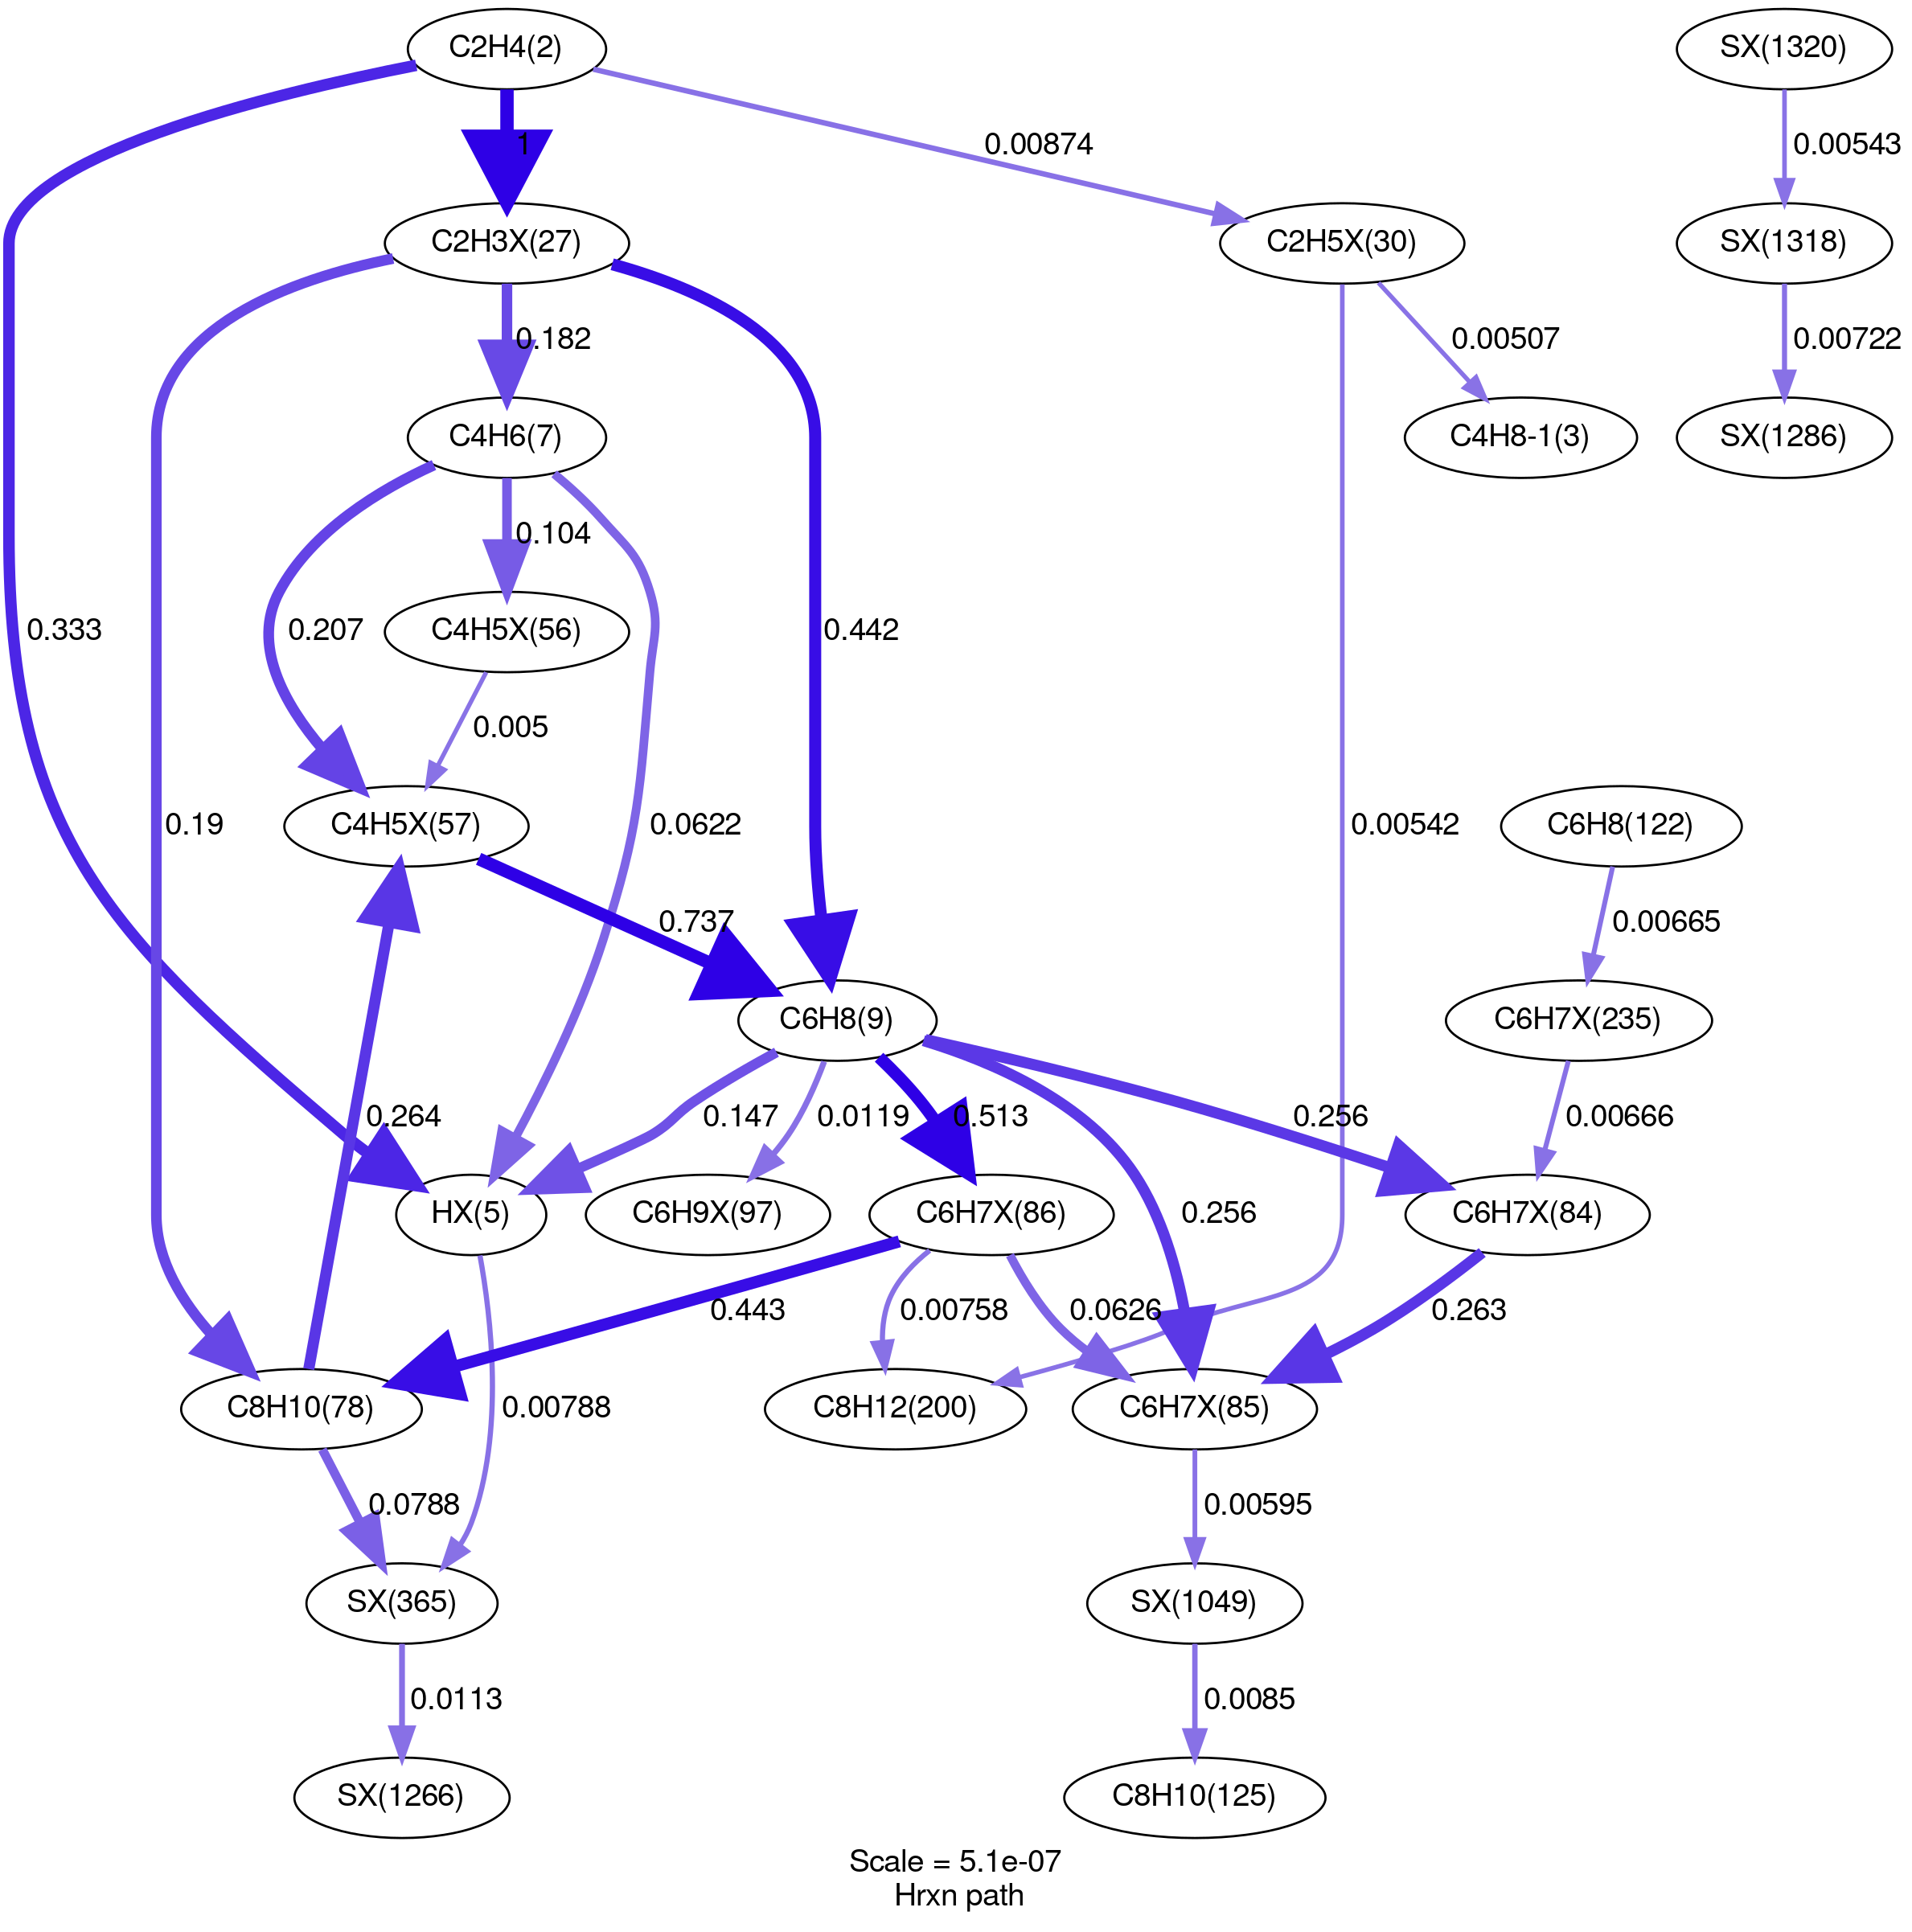 C2H4(2)
SX(1320)
1
0.00874
0.00543
C2H3X(27)
C2H5X(30)
SX(1318)
0.182
0.00507
0.00722
C4H6(7)
C4H8-1(3)
SX(1286)
0.104
0.333
0.207
C4H5X(56)
0.442
0.005
0.19
C4H5X(57)
0.0622
0.00542
C6H8(122)
0.737
0.00665
C6H8(9)
C6H7X(235)
0.264
0.147
0.0119
0.513
0.256
0.00666
HX(5)
C6H9X(97)
C6H7X(86)
0.256
C6H7X(84)
0.443
0.00758
0.0626
0.263
C8H10(78)
0.00788
C8H12(200)
C6H7X(85)
0.0788
0.00595
SX(365)
SX(1049)
0.0113
0.0085
SX(1266)
C8H10(125)
Scale = 5.1e-07
Hrxn path